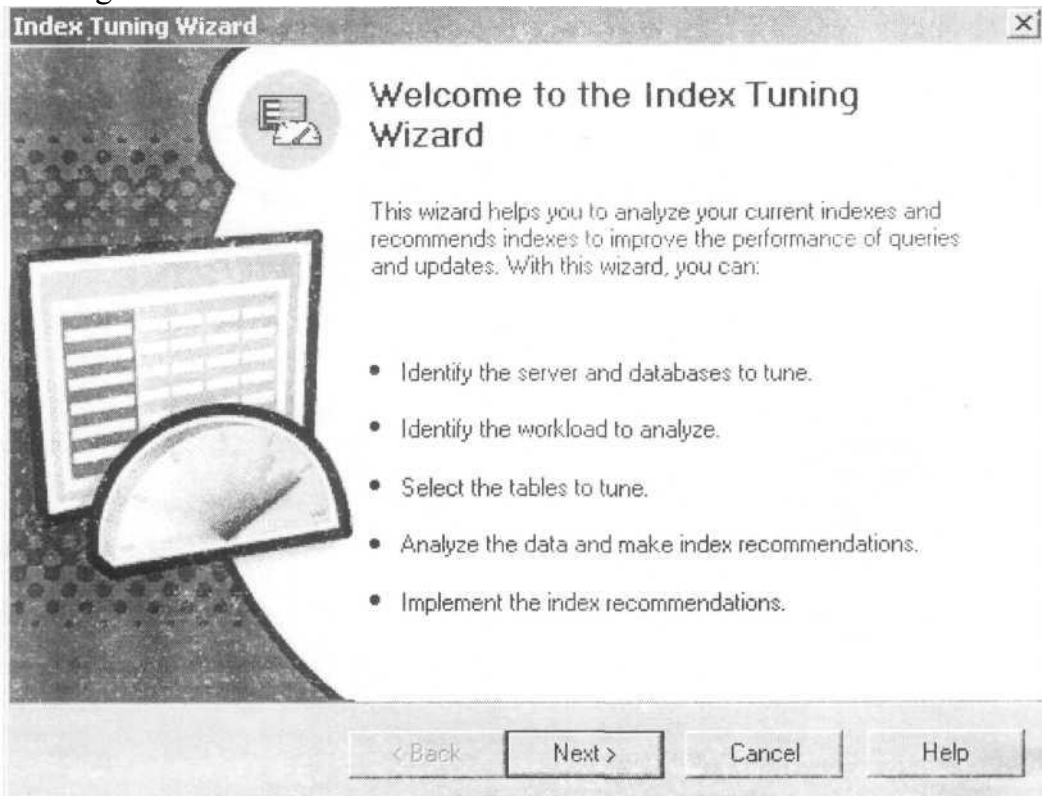 Index Tuning Wizard
Welcome to the Index Tuning
Wizard
This wizard helps you to analyze your current indexes and
recommends indexes to improve the performance of queries
and updates. With this wizard, you can:
• Identify the server and databases to tune.
• Identify the workload to analyze.
• Select the tables to tune.
• Analyze the data and make index recommendations.
• Implement the index recommendations.
< Back
Next >
Cancel
Help